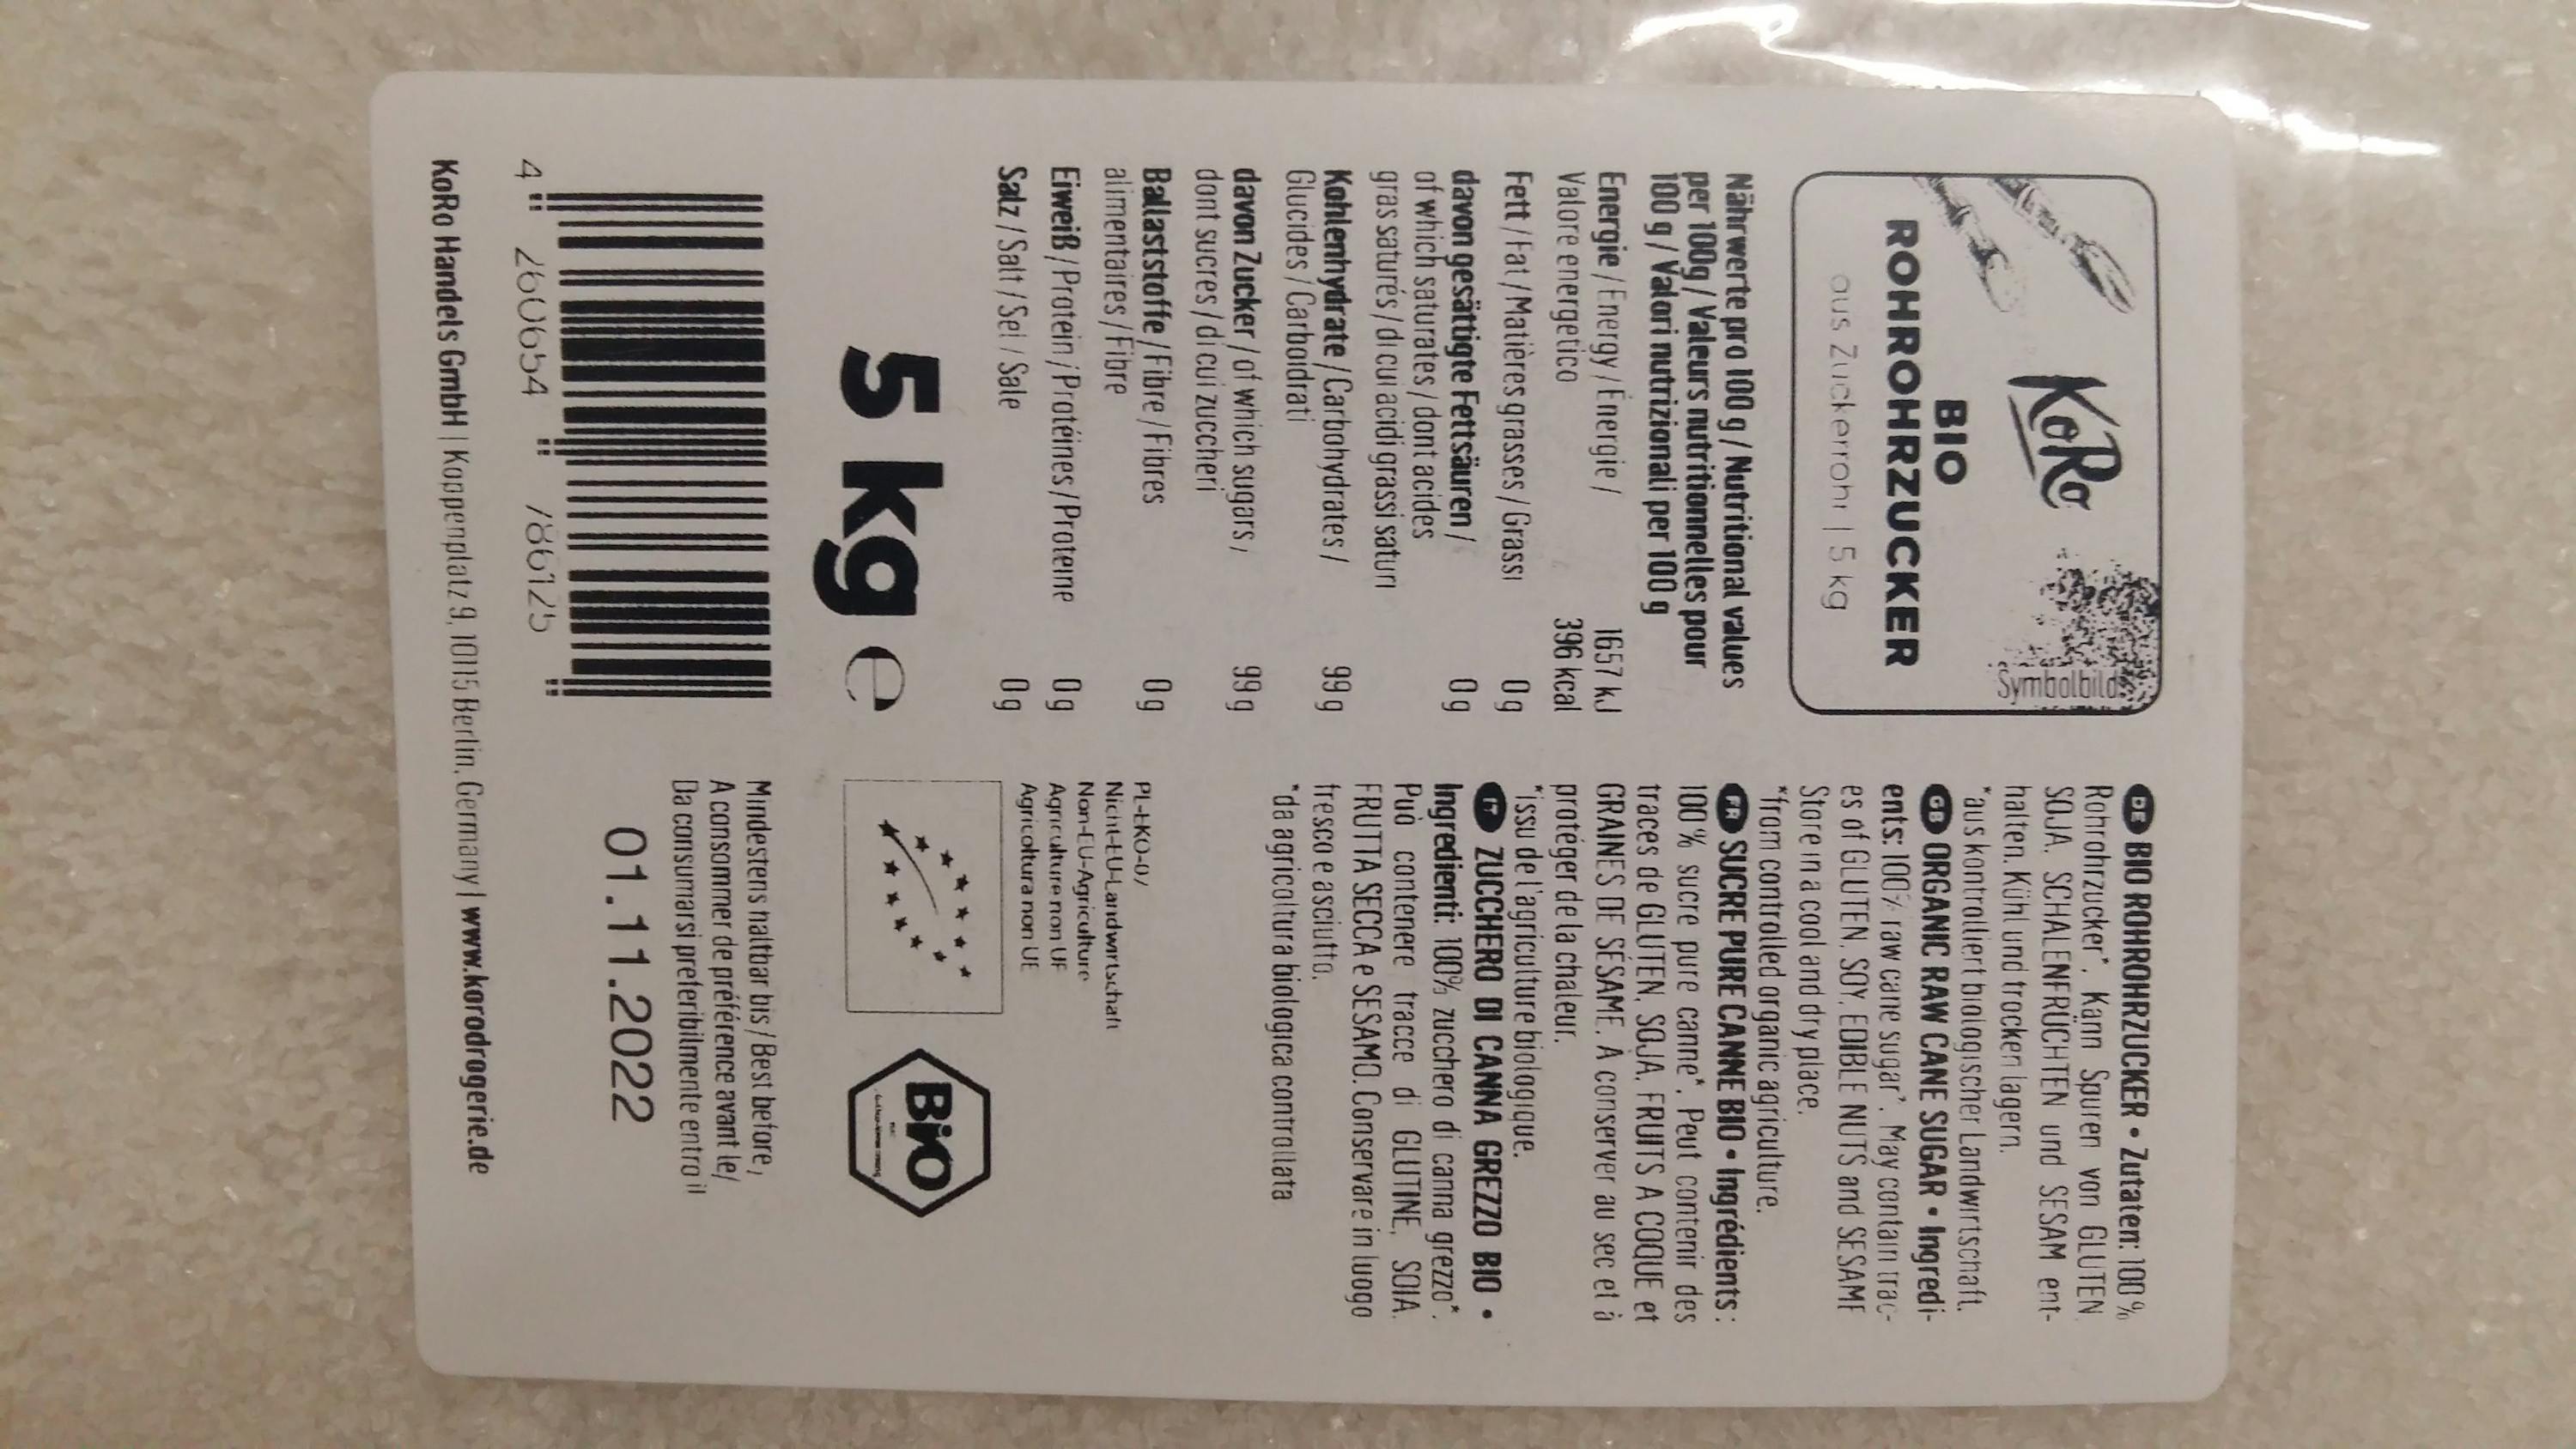 KoRo
Symbolbild
BIO
ROHROHRZUCKER
aus Zuckerrohr | 5 kg
Nährwerte pro 100 g / Nutritional values
per 100g / Valeurs nutritionnelles pour
100 g / Valori nutrizionali per 100 g
Energie / Energy / Énergie / 1657 kJ
Valore energetico 396 kcal
Fett / Fat / Matières grasses / Grassi 0 g
davon gesättigte Fettsäuren / 0 g
of which saturates / dont acides
gras saturés / di cui acidi grassi saturi
Kohlenhydrate / Carbohydrates / 99 g
Glucides / Carboidrati
davon Zucker / of which sugars / 99 g
dont sucres / di cui zuccheri
Ballaststoffe / Fibre / Fibres 0 g
alimentaires / Fibre
Eiweiß / Protein / Protéines / Proteine 0 g
Salz / Salt / Sel / Sale 0 g
5 kg e
4 260654 786125
DE BIO ROHROHRZUCKER • Zutaten: 100 %
Rohrohrzucker*. Kann Spuren von GLUTEN,
SOJA, SCHALENFRÜCHTEN und SESAM ent-
halten. Kühl und trocken lagern.
*aus kontrolliert biologischer Landwirtschaft.
GB ORGANIC RAW CANE SUGAR • Ingredi-
ents: 100% raw cane sugar*. May contain trac-
es of GLUTEN, SOY, EDIBLE NUTS and SESAME
Store in a cool and dry place.
*from controlled organic agriculture.
FR SUCRE PURE CANNE BIO • Ingrédients :
100 % sucre pure canne*. Peut contenir des
traces de GLUTEN, SOJA, FRUITS A COQUE et
GRAINES DE SÉSAME. A conserver au sec et à
protéger de la chaleur.
*issu de l'agriculture biologique.
IT ZUCCHERO DI CANNA GREZZO BIO •
Ingredienti: 100% zucchero di canna grezzo*.
Può contenere tracce di GLUTINE, SOIA,
FRUTTA SECCA e SESAMO. Conservare in luogo
fresco e asciutto.
*da agricoltura biologica controllata
PL-EKO-07
Nicht-EU-Landwirtschaft
Non-EU-Agriculture
Agriculture non UE
Agricoltura non UE
Bio
Mindestens haltbar bis / Best before /
A consommer de préférence avant le /
Da consumarsi preferibilmente entro il
01.11.2022
KoRo Handels GmbH | Koppenplatz 9, 10115 Berlin, Germany | www.korodrogerie.de